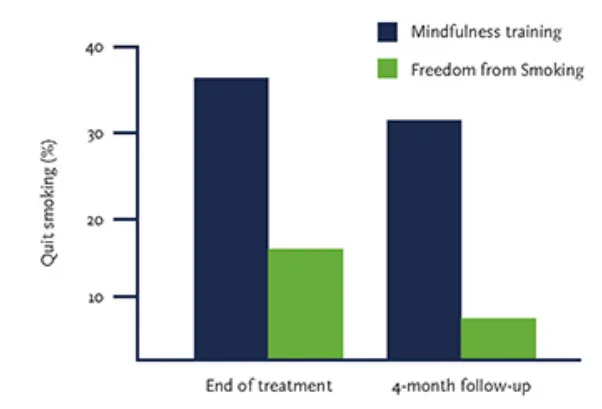 Mindfulness training
Freedom from Smoking
40
30
20
10
Quit smoking (%)
End of treatment
4-month follow-up